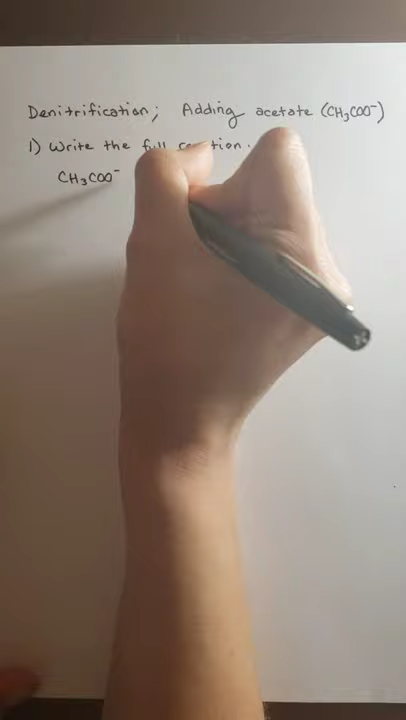 Denitrification; Adding acetate (CH₃COO⁻)
1) Write the full
CH₃COO⁻